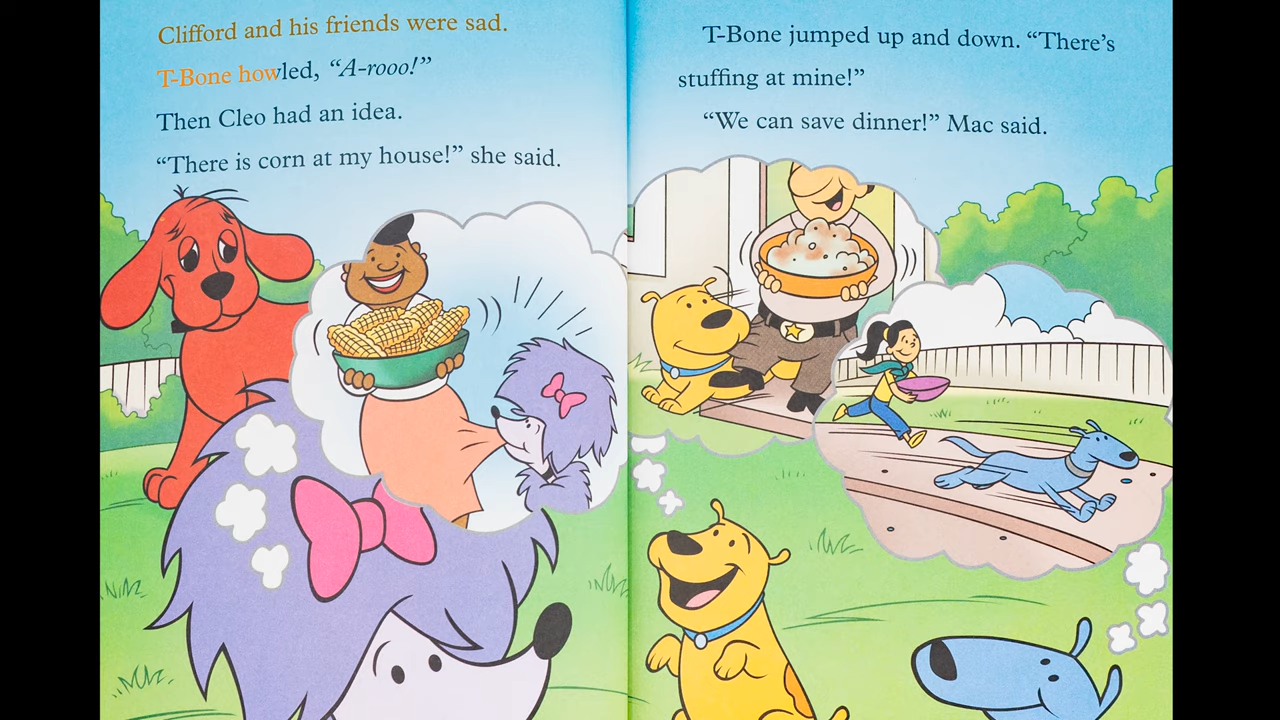 Clifford and his friends were sad.
T-Bone howled, “A-rooo!”
Then Cleo had an idea.
“There is corn at my house!” she said.
T-Bone jumped up and down. “There’s
stuffing at mine!”
“We can save dinner!” Mac said.